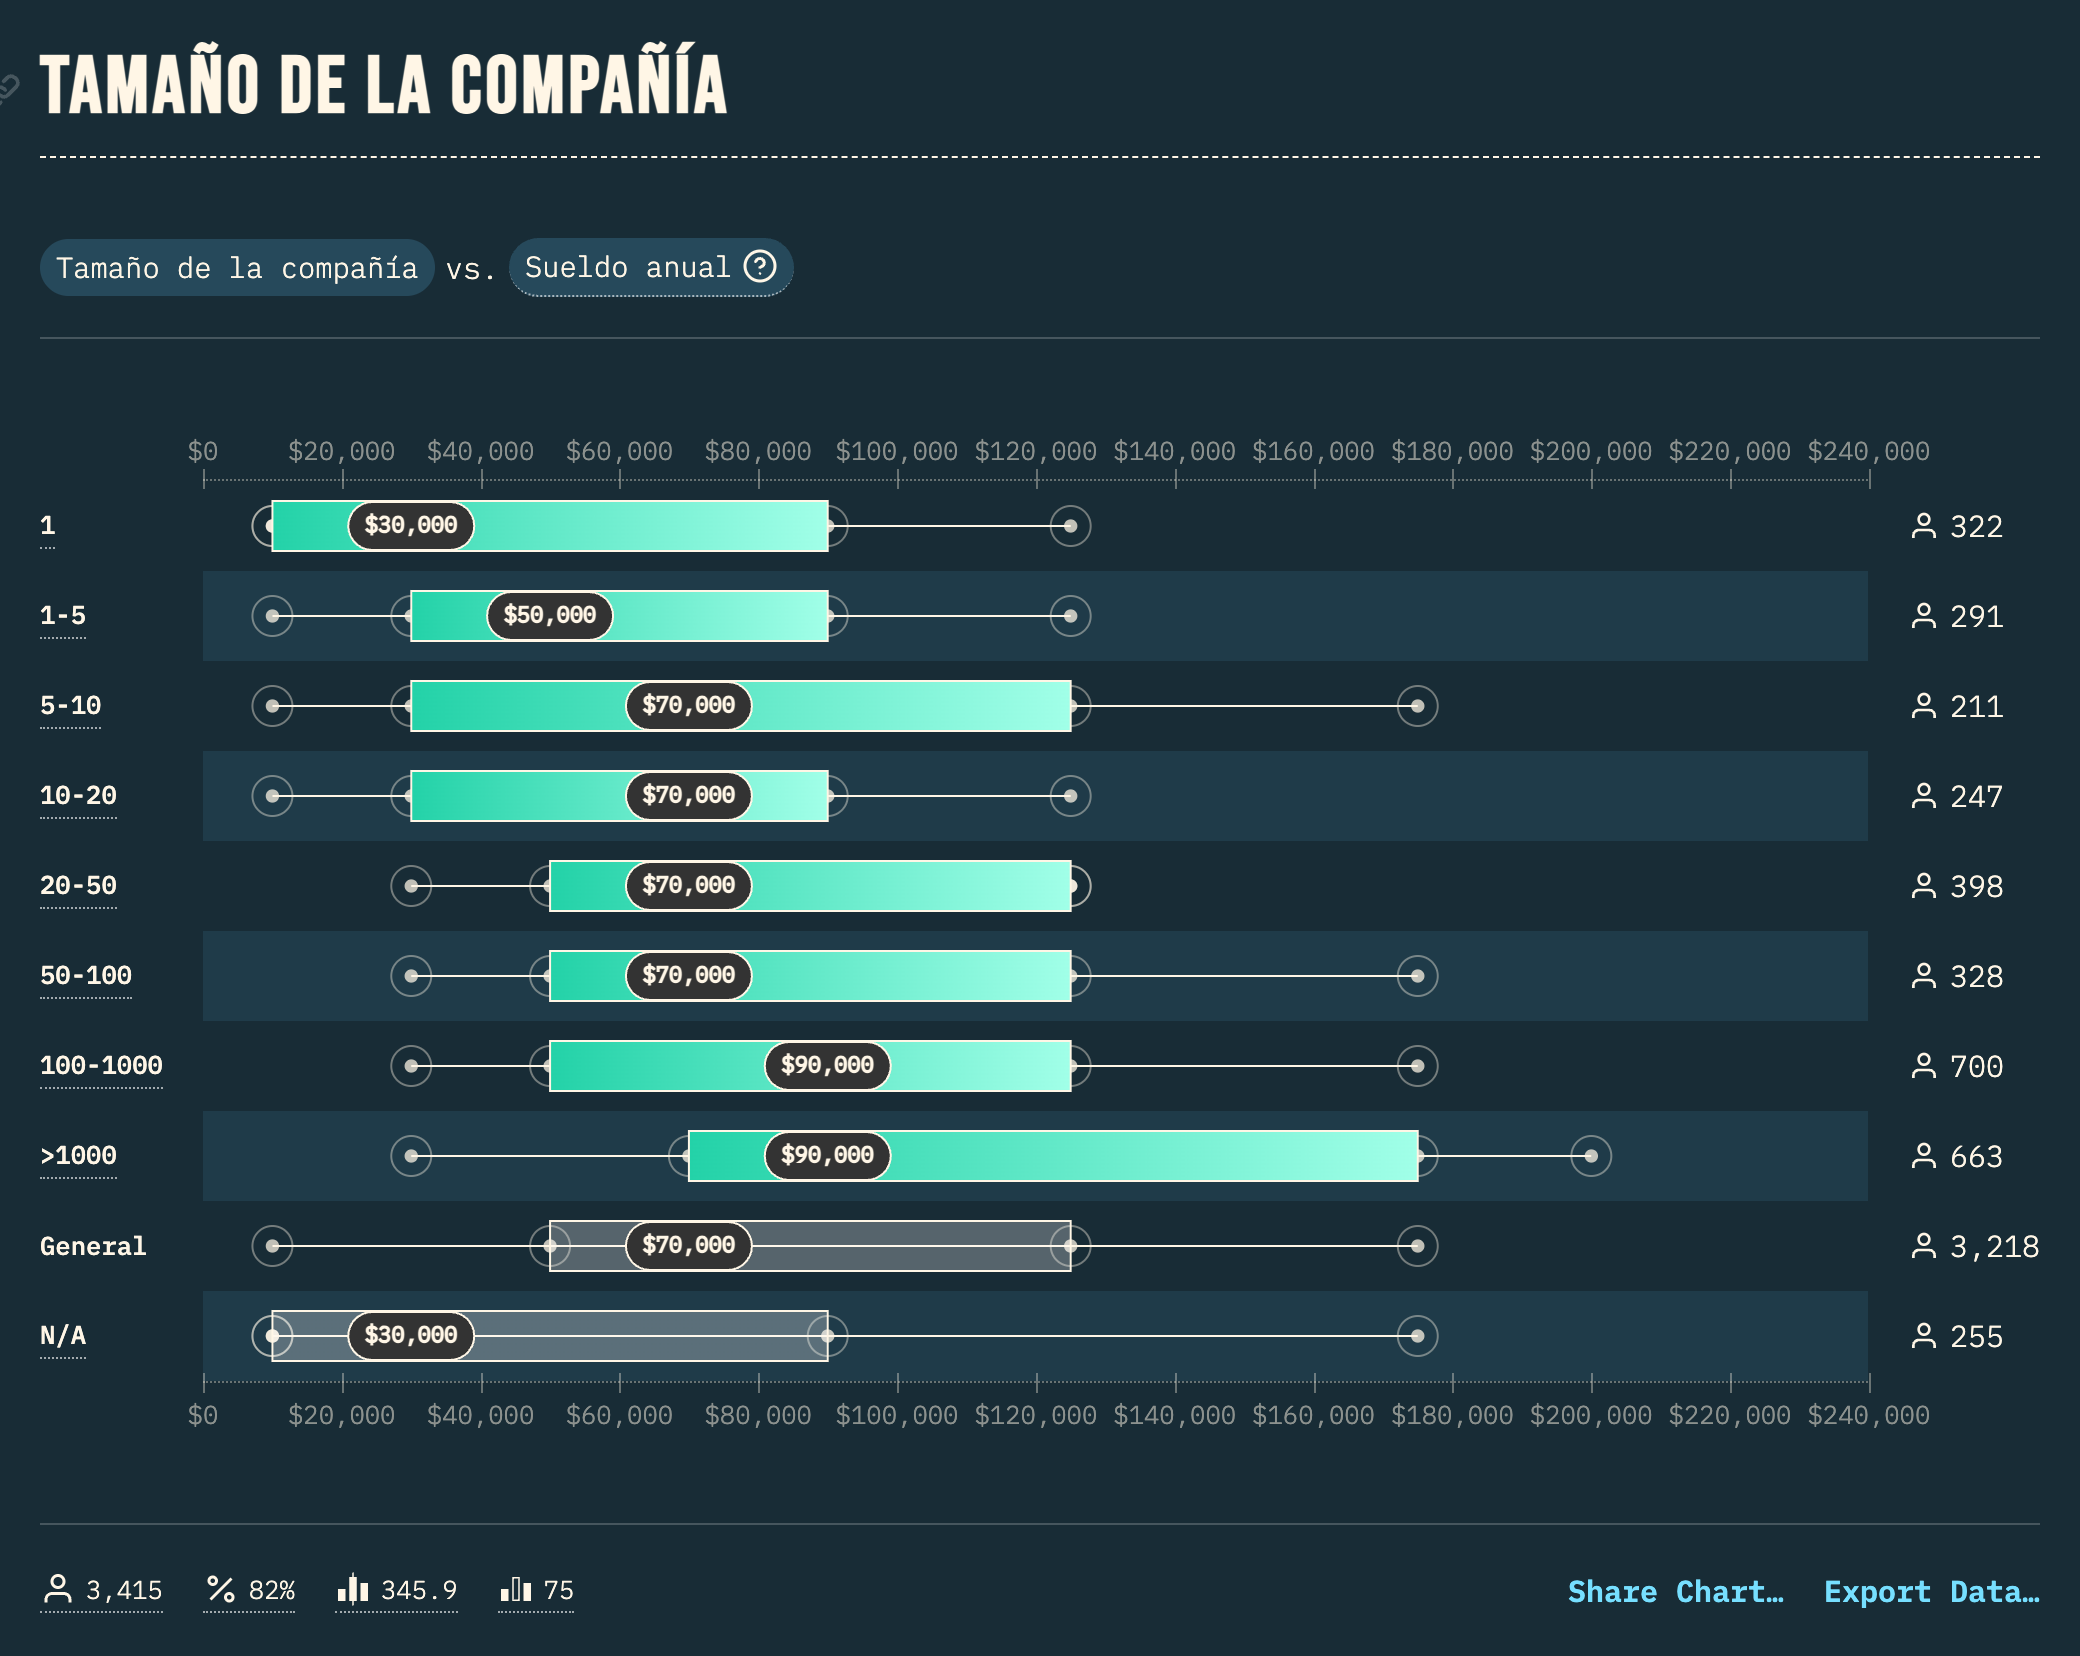 TAMAÑO DE LA COMPAÑÍA
Tamaño de la compañía vs. Sueldo anual ?
$0 $20,000 $40,000 $60,000 $80,000 $100,000 $120,000 $140,000 $160,000 $180,000 $200,000 $220,000 $240,000
1 $30,000 322
1-5 $50,000 291
5-10 $70,000 211
10-20 $70,000 247
20-50 $70,000 398
50-100 $70,000 328
100-1000 $90,000 700
>1000 $90,000 663
General $70,000 3,218
N/A $30,000 255
$0 $20,000 $40,000 $60,000 $80,000 $100,000 $120,000 $140,000 $160,000 $180,000 $200,000 $220,000 $240,000
3,415 82% 345.9 75 Share Chart… Export Data…